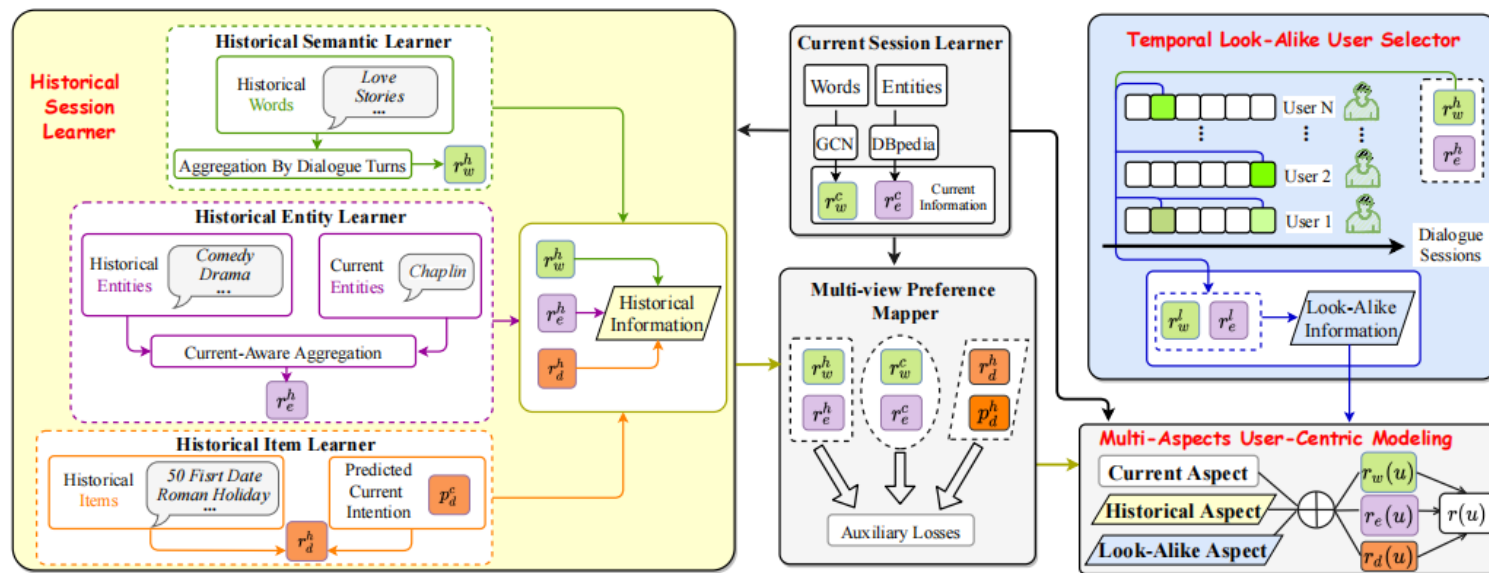 Historical
Session
Learner
Historical Semantic Learner
Historical
Words
Love
Stories
...
Aggregation By Dialogue Turns
r_w^h
Historical Entity Learner
Historical
Entities
Comedy
Drama
...
Current
Entities
Chaplin
Current-Aware Aggregation
r_e^h
Historical Item Learner
Historical
Items
50 Fisrt Date
Roman Holiday
...
Predicted
Current
Intention
p_d^c
r_d^h
r_w^h
r_e^h
r_d^h
Historical
Information
Current Session Learner
Words
Entities
GCN
DBpedia
r_w^c
r_e^c
Current
Information
Multi-view Preference
Mapper
r_w^h
r_w^c
r_d^h
r_e^h
r_e^c
p_d^h
Auxiliary Losses
Temporal Look-Alike User Selector
User N
User 2
User 1
r_w^h
r_e^h
Dialogue
Sessions
r_w^l
r_e^l
Look-Alike
Information
Multi-Aspects User-Centric Modeling
Current Aspect
Historical Aspect
Look-Alike Aspect
r_w(u)
r_e(u)
r_d(u)
r(u)